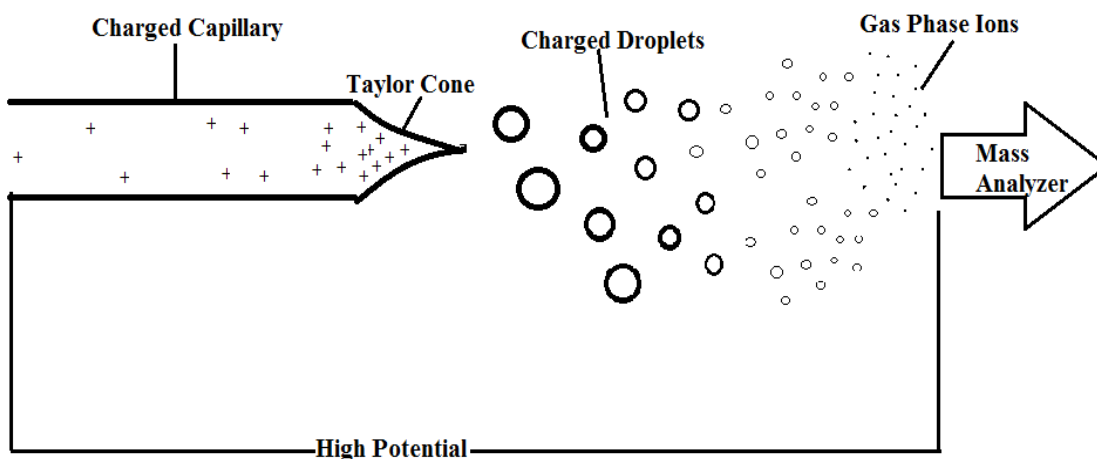 Charged Capillary
Taylor Cone
Charged Droplets
Gas Phase Ions
Mass
Analyzer
High Potential